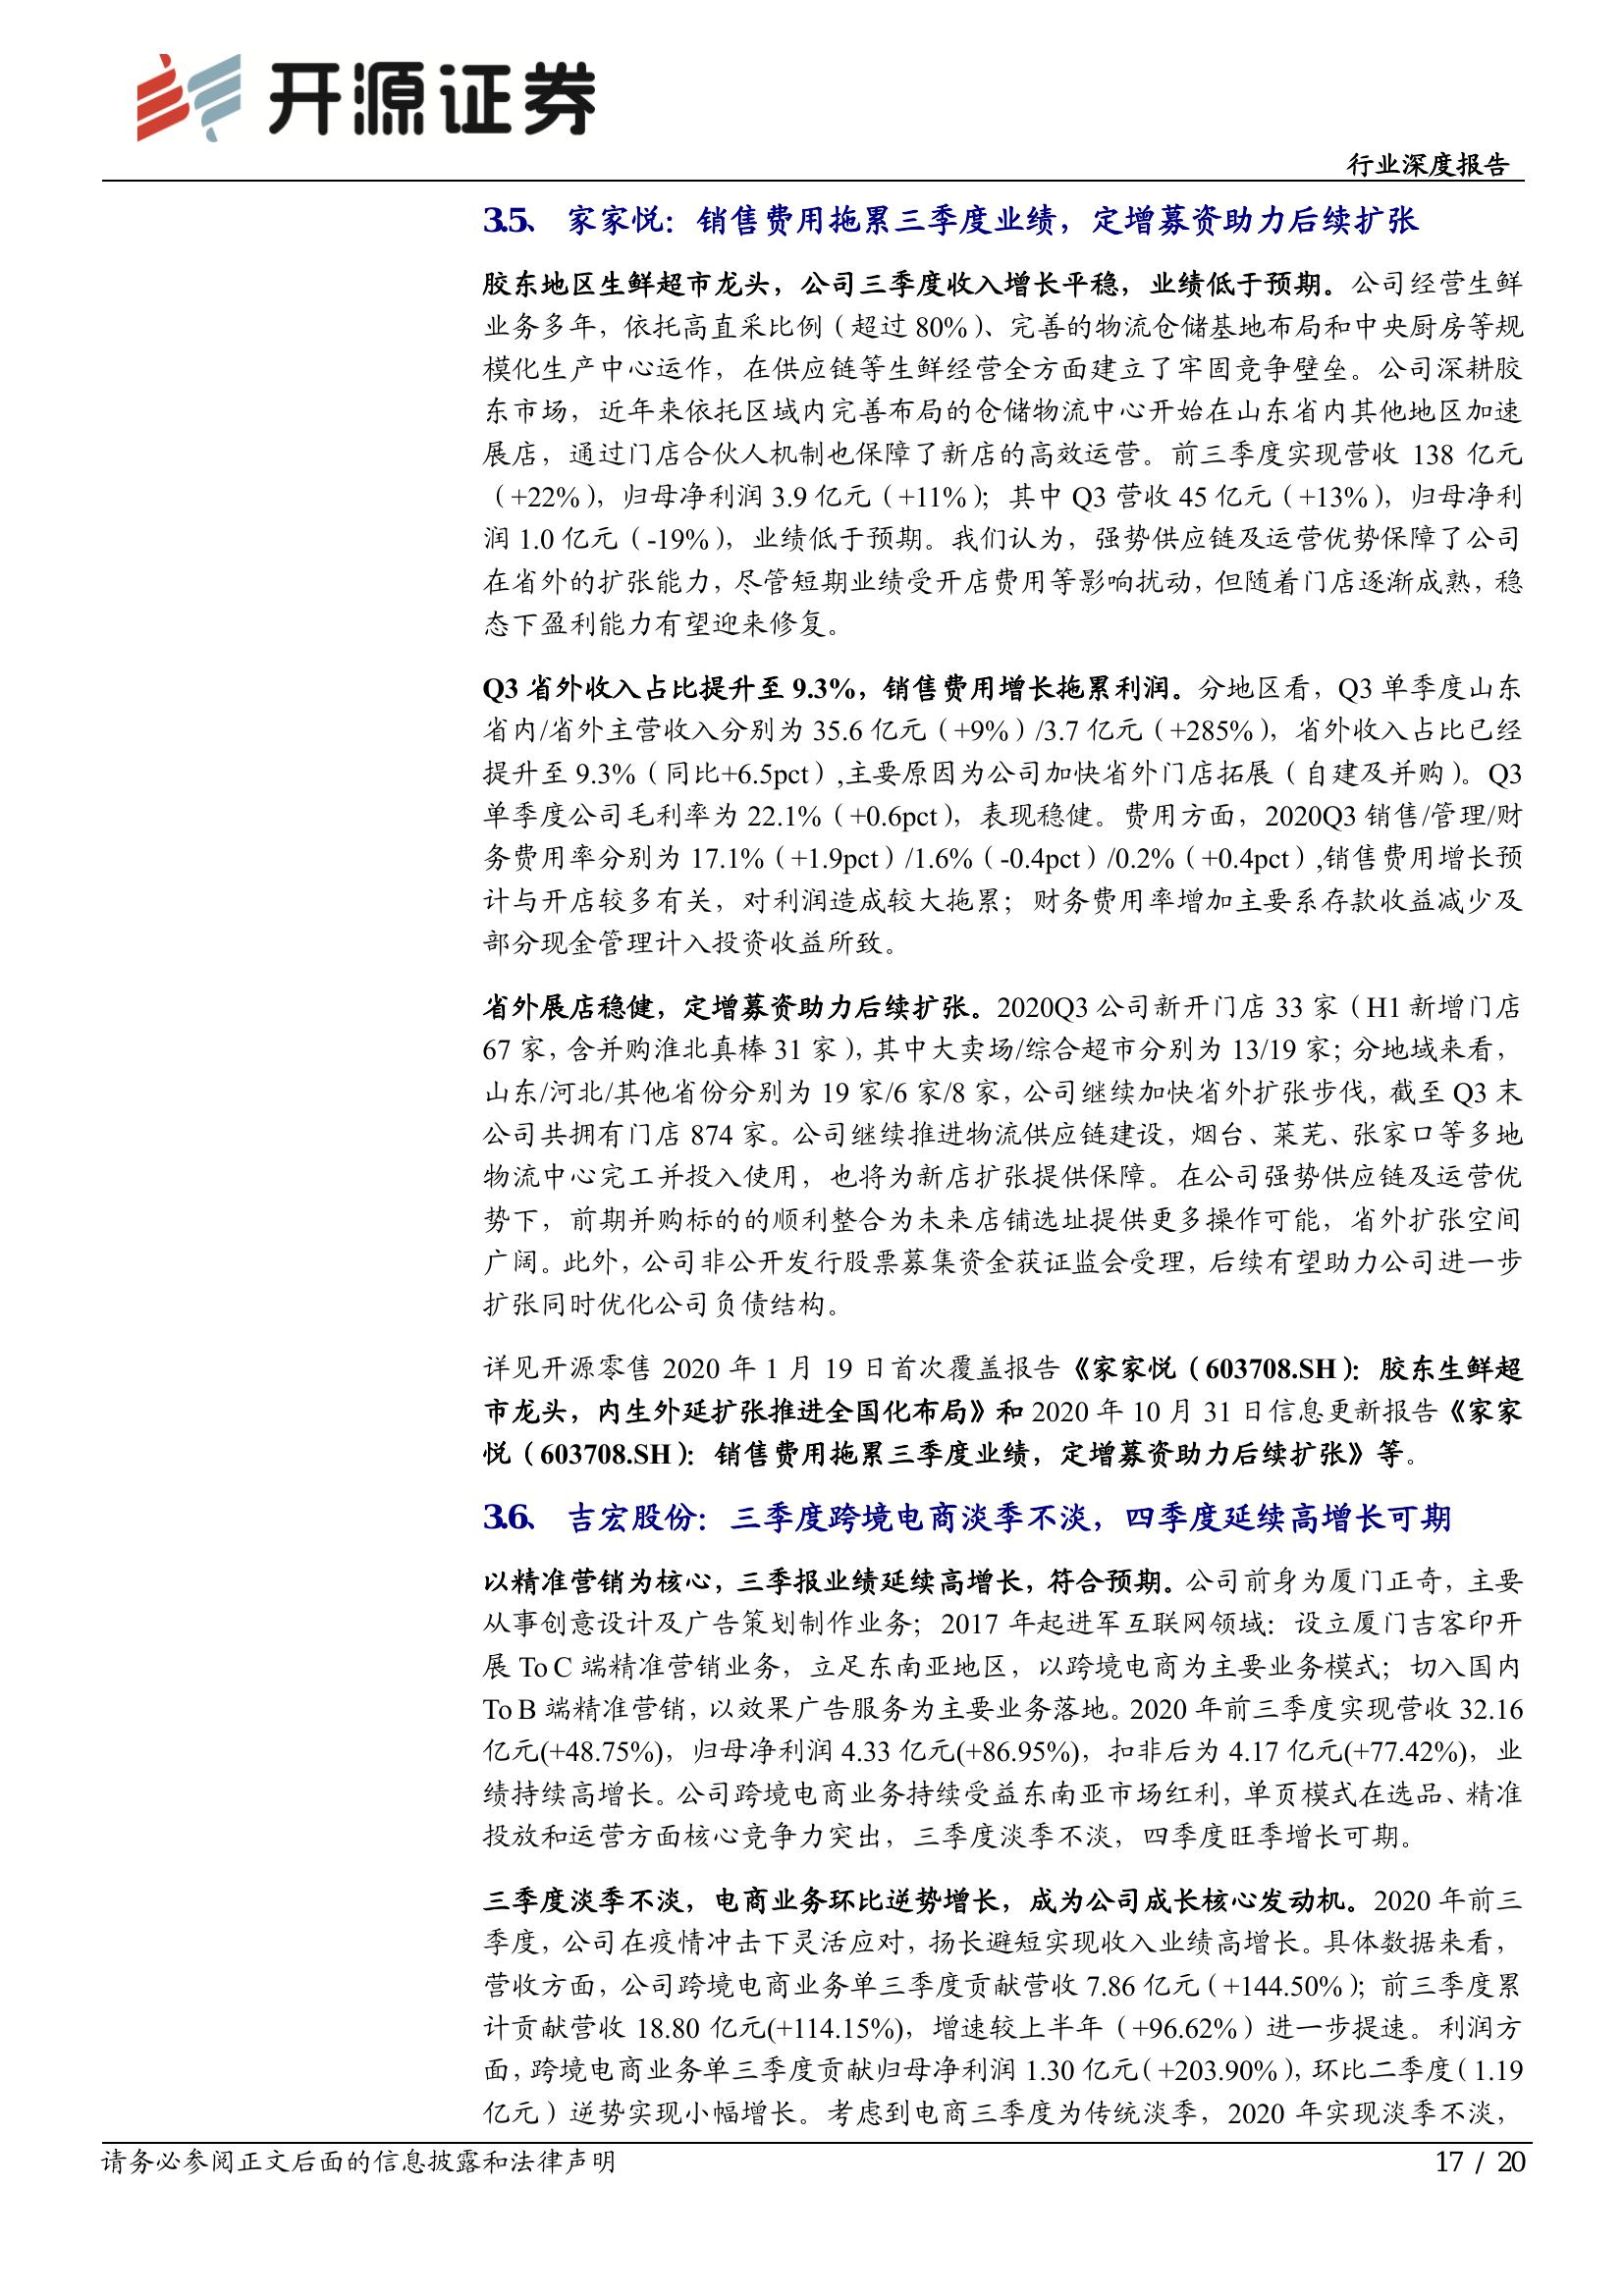 开源证券
行业深度报告
3.5、 家家悦：销售费用拖累三季度业绩，定增募资助力后续扩张
胶东地区生鲜超市龙头，公司三季度收入增长平稳，业绩低于预期。公司经营生鲜
业务多年，依托高直采比例（超过 80%）、完善的物流仓储基地布局和中央厨房等规
模化生产中心运作，在供应链等生鲜经营全方面建立了牢固竞争壁垒。公司深耕胶
东市场，近年来依托区域内完善布局的仓储物流中心开始在山东省内其他地区加速
展店，通过门店合伙人机制也保障了新店的高效运营。前三季度实现营收 138 亿元
（+22%），归母净利润 3.9 亿元（+11%）；其中 Q3 营收 45 亿元（+13%），归母净利
润 1.0 亿元（-19%），业绩低于预期。我们认为，强势供应链及运营优势保障了公司
在省外的扩张能力，尽管短期业绩受开店费用等影响扰动，但随着门店逐渐成熟，稳
态下盈利能力有望迎来修复。
Q3 省外收入占比提升至 9.3%，销售费用增长拖累利润。分地区看，Q3 单季度山东
省内/省外主营收入分别为 35.6 亿元（+9%）/3.7 亿元（+285%），省外收入占比已经
提升至 9.3%（同比+6.5pct）,主要原因为公司加快省外门店拓展（自建及并购）。Q3
单季度公司毛利率为 22.1%（+0.6pct），表现稳健。费用方面，2020Q3 销售/管理/财
务费用率分别为 17.1%（+1.9pct）/1.6%（-0.4pct）/0.2%（+0.4pct）,销售费用增长预
计与开店较多有关，对利润造成较大拖累；财务费用率增加主要系存款收益减少及
部分现金管理计入投资收益所致。
省外展店稳健，定增募资助力后续扩张。2020Q3 公司新开门店 33 家（H1 新增门店
67 家，含并购淮北真棒 31 家），其中大卖场/综合超市分别为 13/19 家；分地域来看，
山东/河北/其他省份分别为 19 家/6 家/8 家，公司继续加快省外扩张步伐，截至 Q3 末
公司共拥有门店 874 家。公司继续推进物流供应链建设，烟台、莱芜、张家口等多地
物流中心完工并投入使用，也将为新店扩张提供保障。在公司强势供应链及运营优
势下，前期并购标的的顺利整合为未来店铺选址提供更多操作可能，省外扩张空间
广阔。此外，公司非公开发行股票募集资金获证监会受理，后续有望助力公司进一步
扩张同时优化公司负债结构。
详见开源零售 2020 年 1 月 19 日首次覆盖报告《家家悦（603708.SH）：胶东生鲜超
市龙头，内生外延扩张推进全国化布局》和 2020 年 10 月 31 日信息更新报告《家家
悦（603708.SH）：销售费用拖累三季度业绩，定增募资助力后续扩张》等。
3.6、 吉宏股份：三季度跨境电商淡季不淡，四季度延续高增长可期
以精准营销为核心，三季报业绩延续高增长，符合预期。公司前身为厦门正奇，主要
从事创意设计及广告策划制作业务；2017 年起进军互联网领域：设立厦门吉客印开
展 To C 端精准营销业务，立足东南亚地区，以跨境电商为主要业务模式；切入国内
To B 端精准营销，以效果广告服务为主要业务落地。2020 年前三季度实现营收 32.16
亿元(+48.75%)，归母净利润 4.33 亿元(+86.95%)，扣非后为 4.17 亿元(+77.42%)，业
绩持续高增长。公司跨境电商业务持续受益东南亚市场红利，单页模式在选品、精准
投放和运营方面核心竞争力突出，三季度淡季不淡，四季度旺季增长可期。
三季度淡季不淡，电商业务环比逆势增长，成为公司成长核心发动机。2020 年前三
季度，公司在疫情冲击下灵活应对，扬长避短实现收入业绩高增长。具体数据来看，
营收方面，公司跨境电商业务单三季度贡献营收 7.86 亿元（+144.50%）；前三季度累
计贡献营收 18.80 亿元(+114.15%)，增速较上半年（+96.62%）进一步提速。利润方
面，跨境电商业务单三季度贡献归母净利润 1.30 亿元（+203.90%），环比二季度（1.19
亿元）逆势实现小幅增长。考虑到电商三季度为传统淡季，2020 年实现淡季不淡，
请务必参阅正文后面的信息披露和法律声明
17 / 20